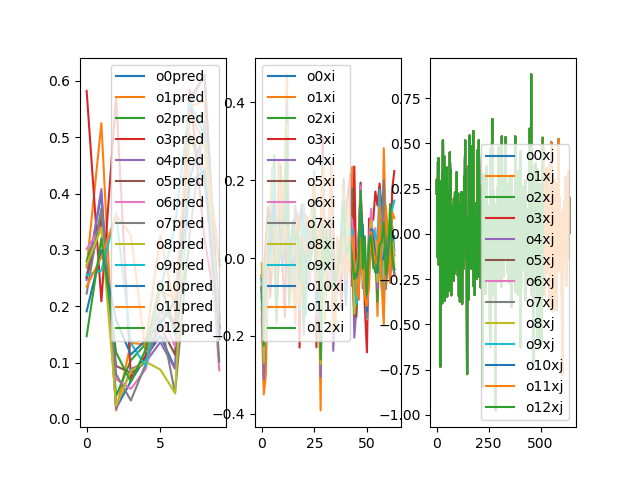 0.6
0.5
0.4
0.3
0.2
0.1
0.0
0
5
o0pred
o1pred
o2pred
o3pred
o4pred
o5pred
o6pred
o7pred
o8pred
o9pred
o10pred
o11pred
o12pred
0.4
0.2
0.0
−0.2
−0.4
0
25
50
o0xi
o1xi
o2xi
o3xi
o4xi
o5xi
o6xi
o7xi
o8xi
o9xi
o10xi
o11xi
o12xi
0.75
0.50
0.25
0.00
−0.25
−0.50
−0.75
−1.00
0
250
500
o0xj
o1xj
o2xj
o3xj
o4xj
o5xj
o6xj
o7xj
o8xj
o9xj
o10xj
o11xj
o12xj